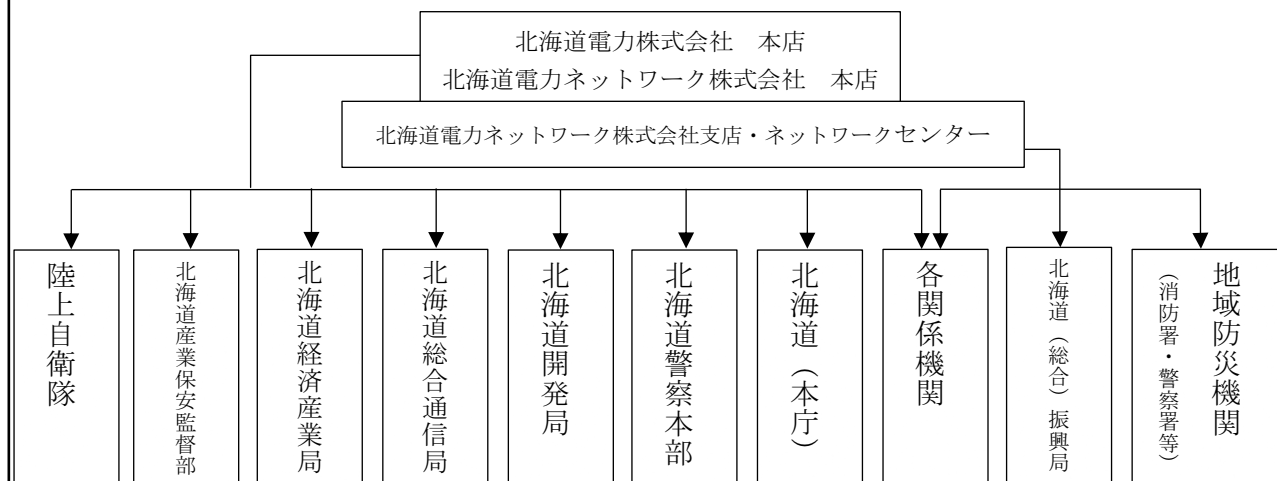 北海道電力株式会社　本店
北海道電力ネットワーク株式会社　本店
北海道電力ネットワーク株式会社支店・ネットワークセンター
陸上自衛隊
北海道産業保安監督部
北海道経済産業局
北海道総合通信局
北海道開発局
北海道警察本部
北海道（本庁）
各関係機関
北海道（総合）振興局
地域防災機関
（消防署・警察署等）